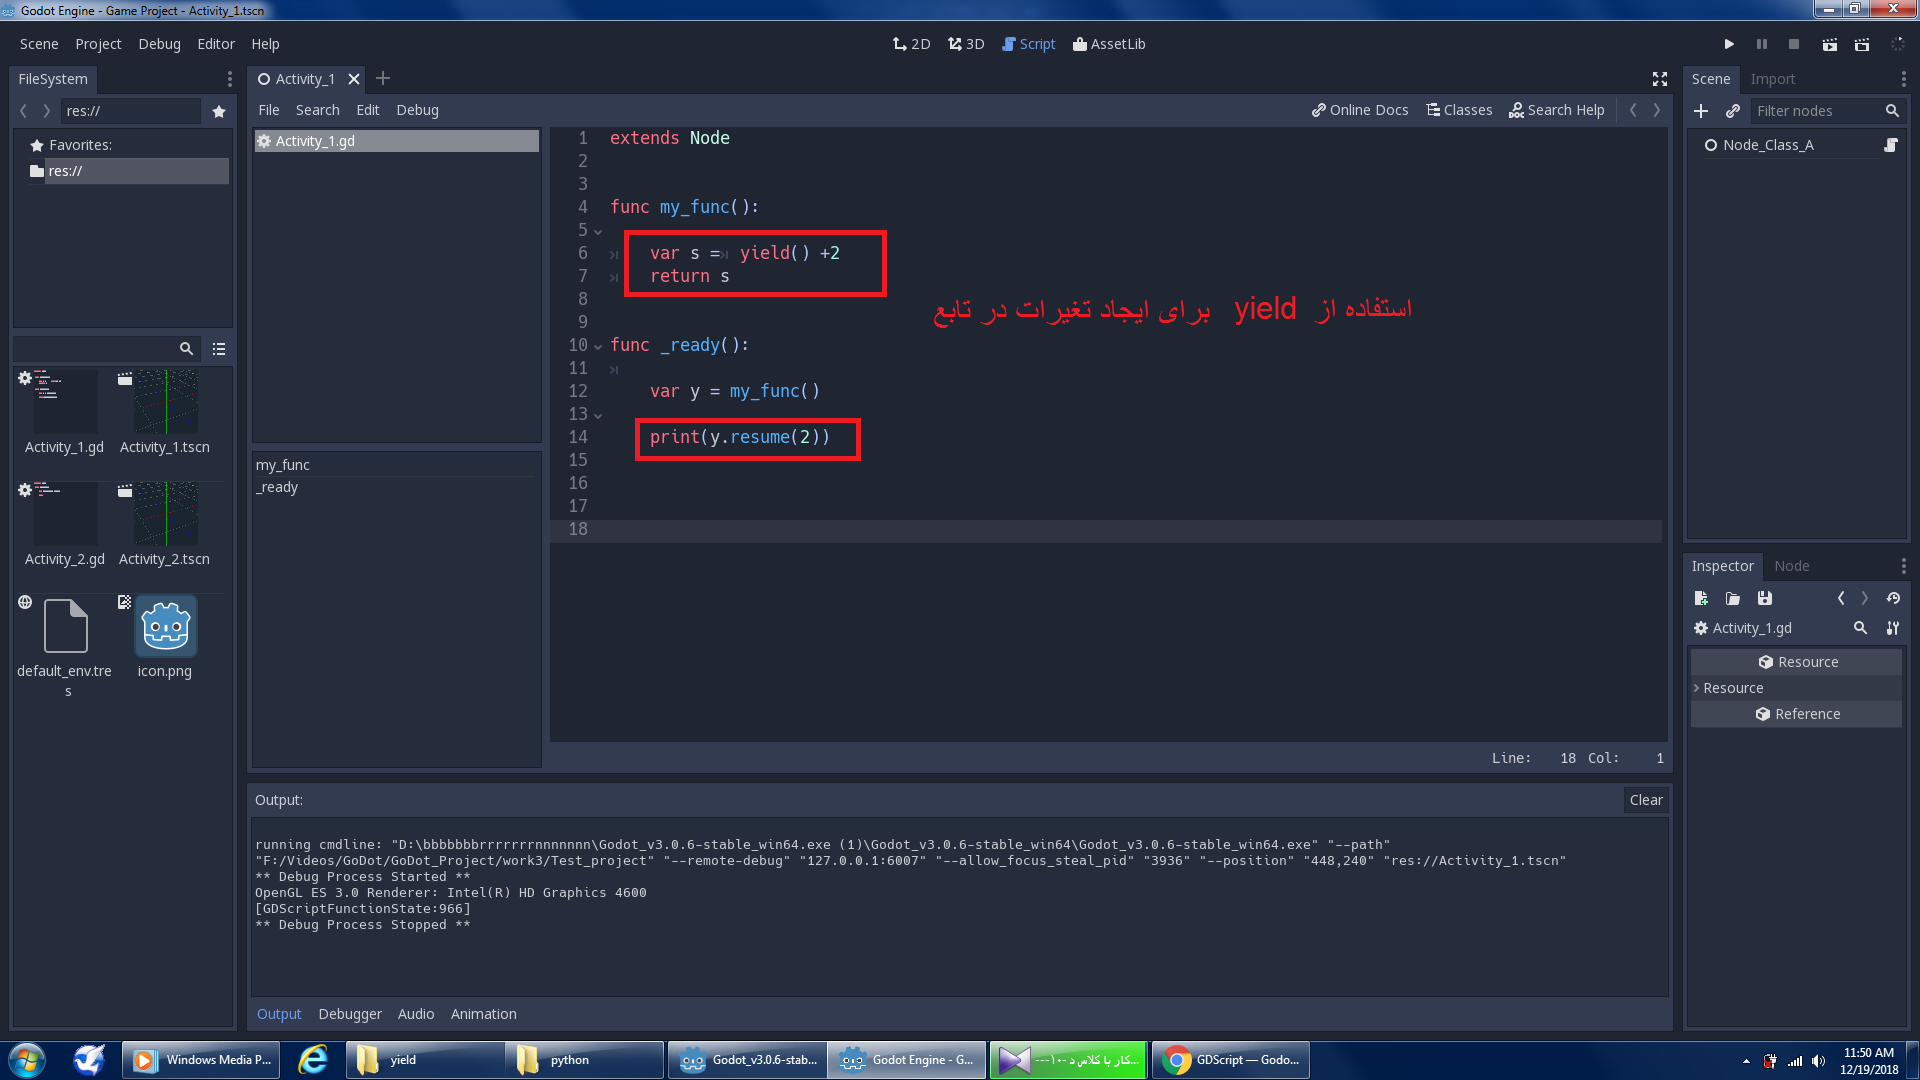 Godot Engine - Game Project - Activity_1.tscn
Scene Project Debug Editor Help
2D 3D Script AssetLib
FileSystem
res://
Favorites:
res://
Activity_1.gd Activity_1.tscn
Activity_2.gd Activity_2.tscn
default_env.tre
s
icon.png
Activity_1
File Search Edit Debug
Online Docs Classes Search Help
Activity_1.gd
my_func
_ready
1 extends Node
2
3
4 func my_func():
5
6 var s = yield() +2
7 return s
8
9
10 func _ready():
11
12 var y = my_func()
13
14 print(y.resume(2))
15
16
17
18
استفاده از yield برای ایجاد تغیرات در تابع
Line: 18 Col: 1
Output:
Clear
running cmdline: "D:\bbbbbbbrrrrrrrnnnnnnn\Godot_v3.0.6-stable_win64.exe (1)\Godot_v3.0.6-stable_win64\Godot_v3.0.6-stable_win64.exe" "--path"
"F:/Videos/GoDot/GoDot_Project/work3/Test_project" "--remote-debug" "127.0.0.1:6007" "--allow_focus_steal_pid" "3936" "--position" "448,240" "res://Activity_1.tscn"
** Debug Process Started **
OpenGL ES 3.0 Renderer: Intel(R) HD Graphics 4600
[GDScriptFunctionState:966]
** Debug Process Stopped **
Output Debugger Audio Animation
Scene Import
Filter nodes
Node_Class_A
Inspector Node
Activity_1.gd
Resource
Resource
Reference
Windows Media P...
yield
python
Godot_v3.0.6-stab...
Godot Engine - G...
کار با کلاس د -۱۰---...
GDScript — Godo...
11:50 AM
12/19/2018